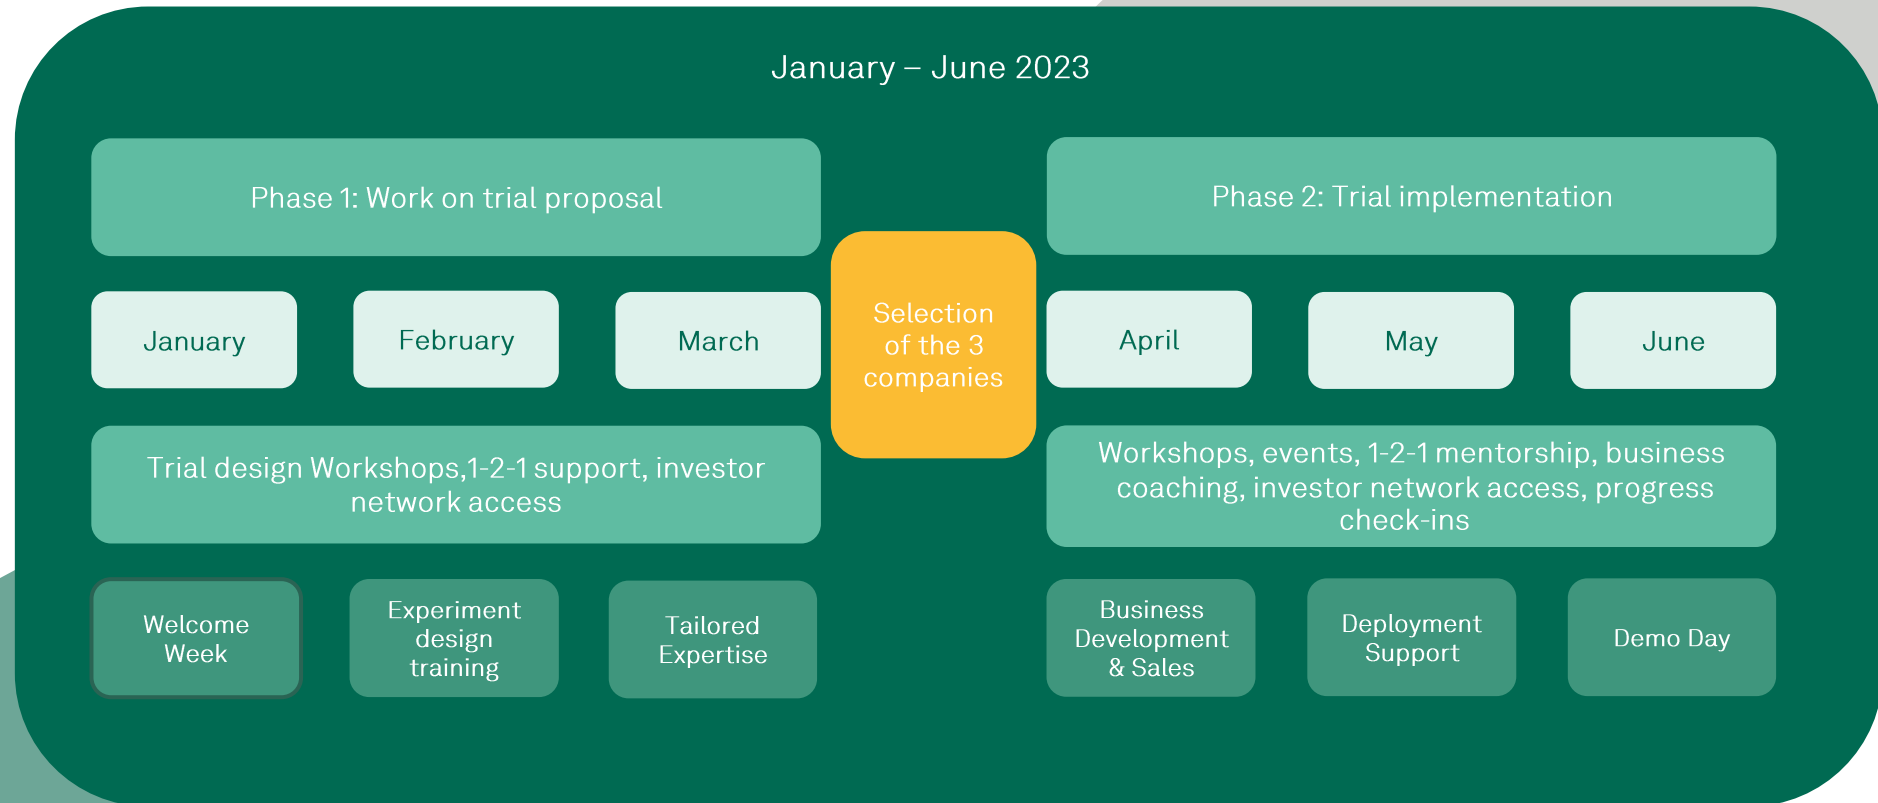 January – June 2023
Phase 1: Work on trial proposal
Phase 2: Trial implementation
January
February
March
Selection
of the 3
companies
April
May
June
Trial design Workshops,1-2-1 support, investor
network access
Workshops, events, 1-2-1 mentorship, business
coaching, investor network access, progress
check-ins
Welcome
Week
Experiment
design
training
Tailored
Expertise
Business
Development
& Sales
Deployment
Support
Demo Day